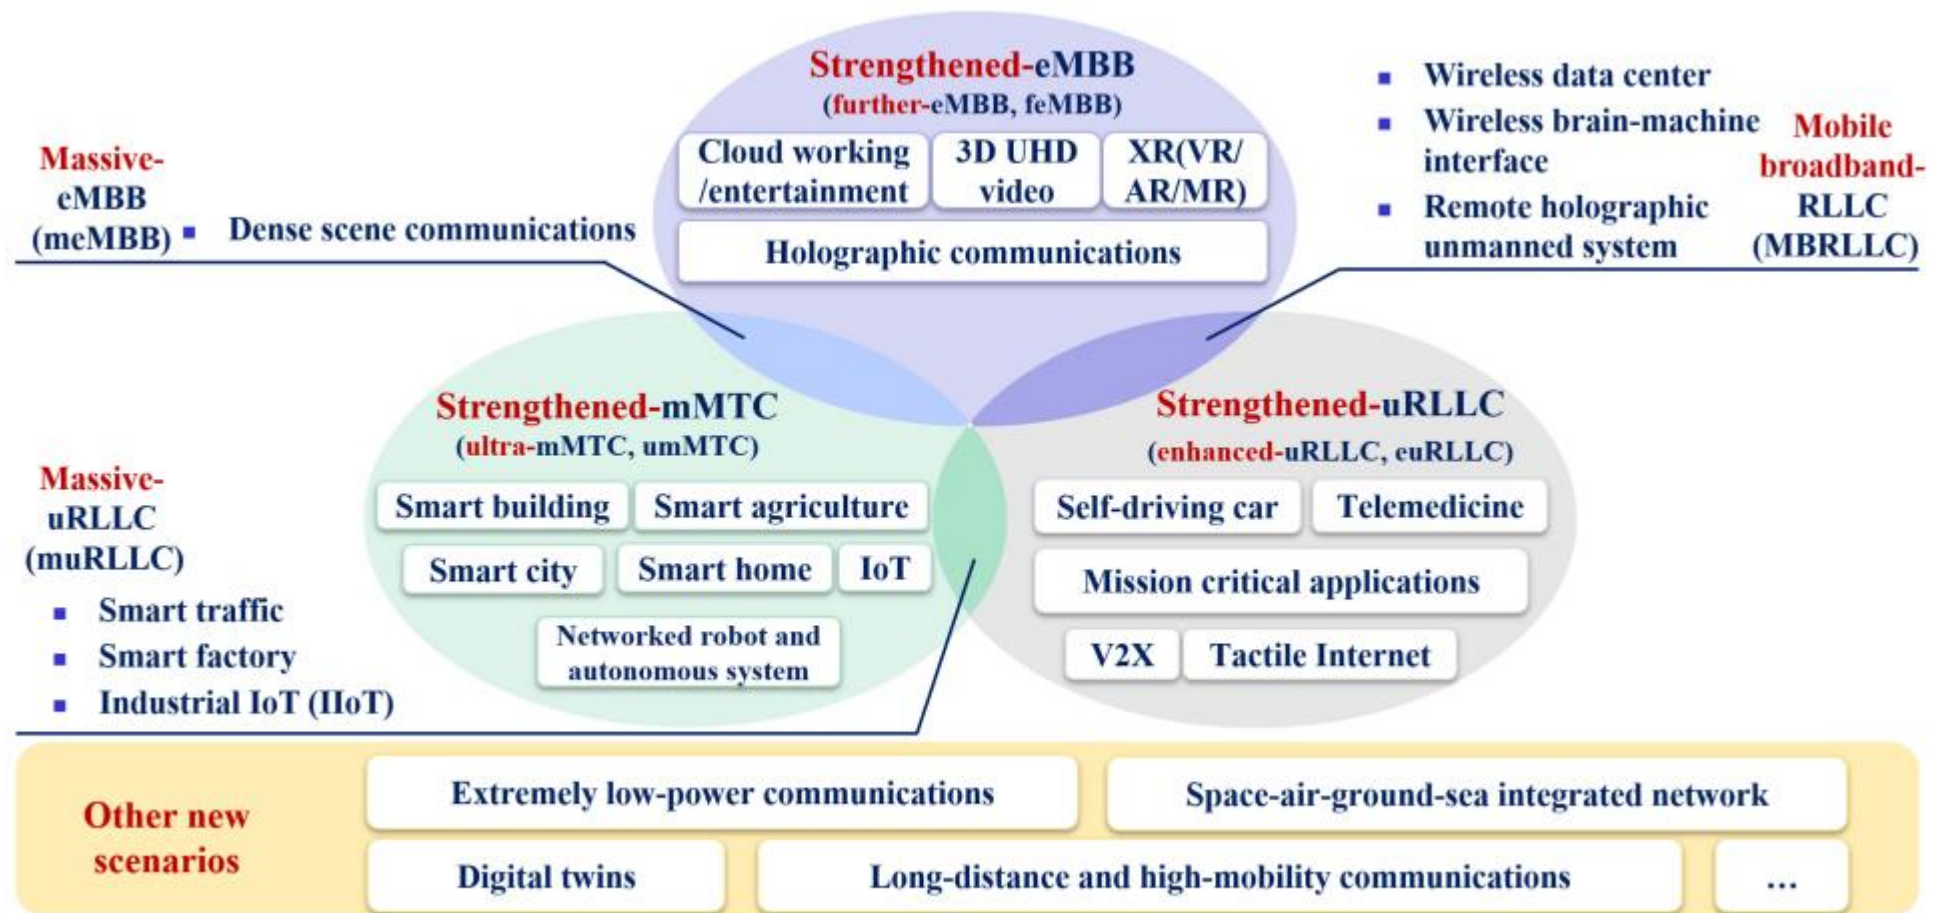 Strengthened-eMBB
(further-eMBB, feMBB)
Cloud working
/entertainment
3D UHD
video
XR(VR/
AR/MR)
Holographic communications
Massive-
eMBB
(meMBB)
▪ Dense scene communications
▪ Wireless data center
▪ Wireless brain-machine
interface
▪ Remote holographic
unmanned system
Mobile
broadband-
RLLC
(MBRLLC)
Strengthened-mMTC
(ultra-mMTC, umMTC)
Smart building
Smart agriculture
Smart city
Smart home
IoT
Networked robot and
autonomous system
Strengthened-uRLLC
(enhanced-uRLLC, euRLLC)
Self-driving car
Telemedicine
Mission critical applications
V2X
Tactile Internet
Massive-
uRLLC
(muRLLC)
▪ Smart traffic
▪ Smart factory
▪ Industrial IoT (IIoT)
Other new
scenarios
Extremely low-power communications
Space-air-ground-sea integrated network
Digital twins
Long-distance and high-mobility communications
...